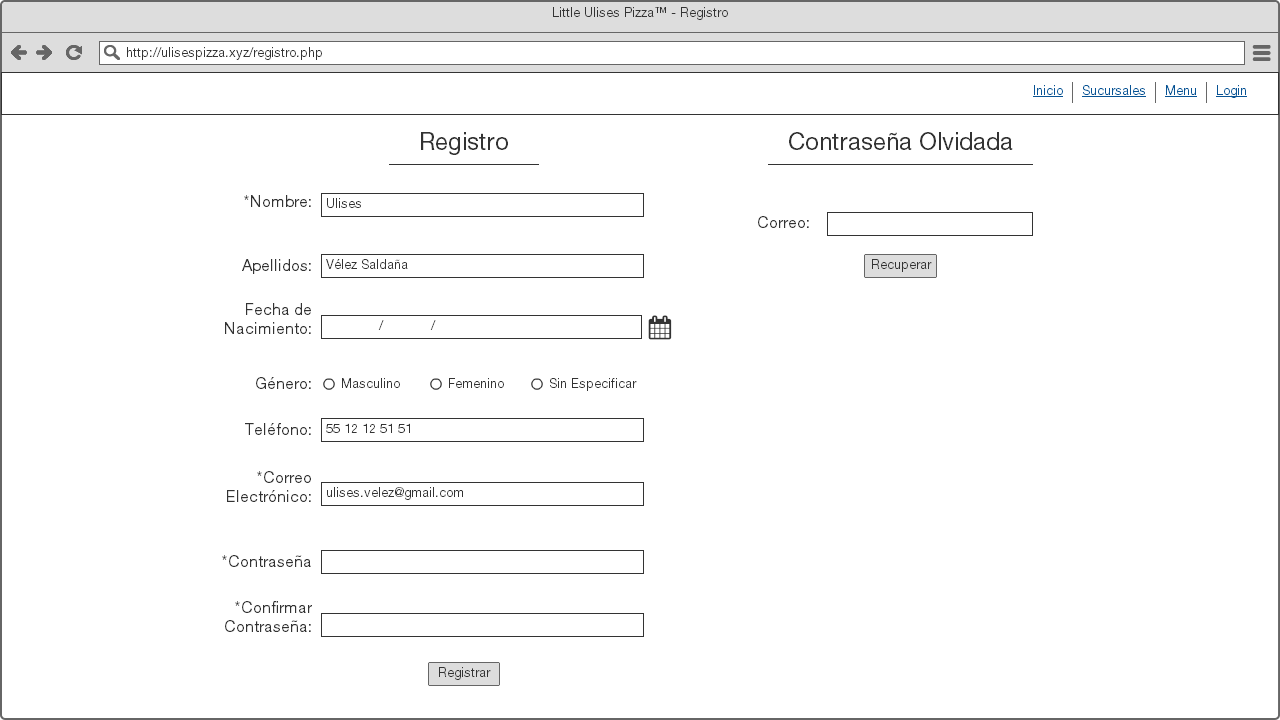 Little Ulises Pizza™ - Registro
http://ulisespizza.xyz/registro.php
Inicio
Sucursales
Menu
Login
Registro
*Nombre:
Ulises
Apellidos:
Vélez Saldaña
Fecha de
Nacimiento:
/ /
Género:
Masculino
Femenino
Sin Especificar
Teléfono:
55 12 12 51 51
*Correo
Electrónico:
ulises.velez@gmail.com
*Contraseña
*Confirmar
Contraseña:
Registrar
Contraseña Olvidada
Correo:
Recuperar